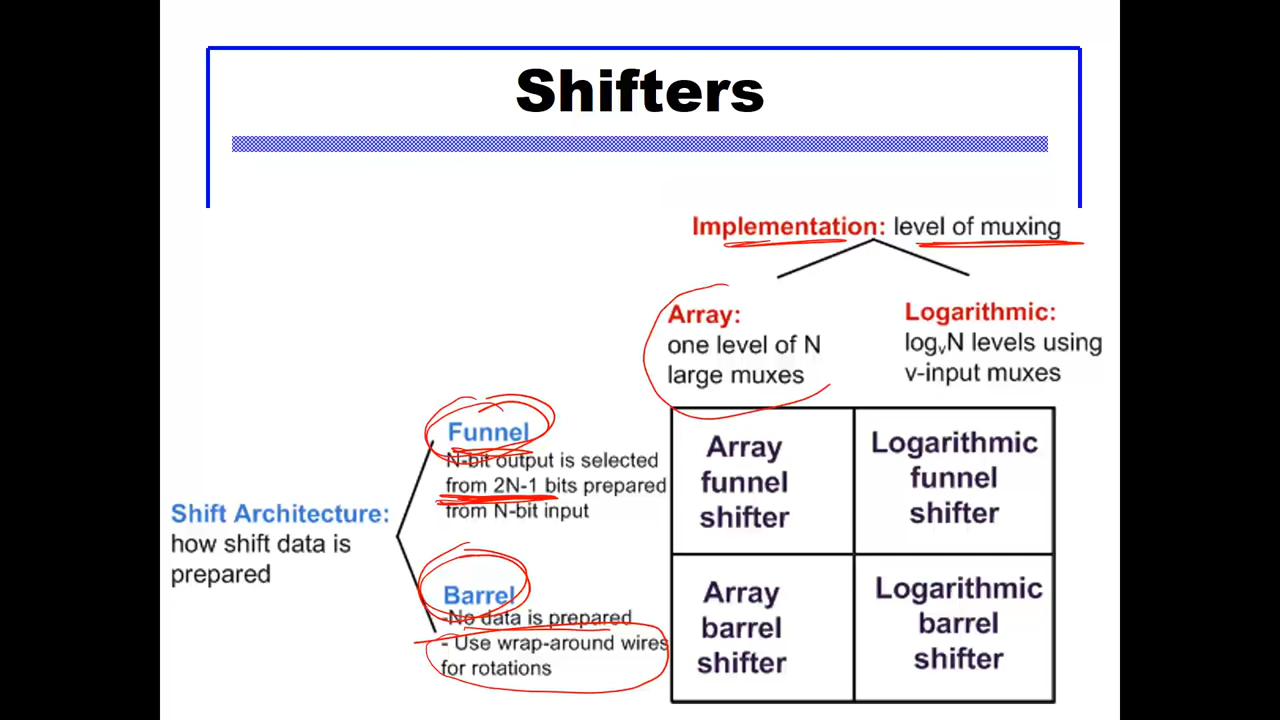 Shifters
Implementation: level of muxing
Array:
one level of N
large muxes
Logarithmic:
logvN levels using
v-input muxes
Shift Architecture:
how shift data is
prepared
Funnel
N-bit output is selected
from 2N-1 bits prepared
from N-bit input
Barrel
-No data is prepared
- Use wrap-around wires
for rotations
Array
funnel
shifter
Logarithmic
funnel
shifter
Array
barrel
shifter
Logarithmic
barrel
shifter